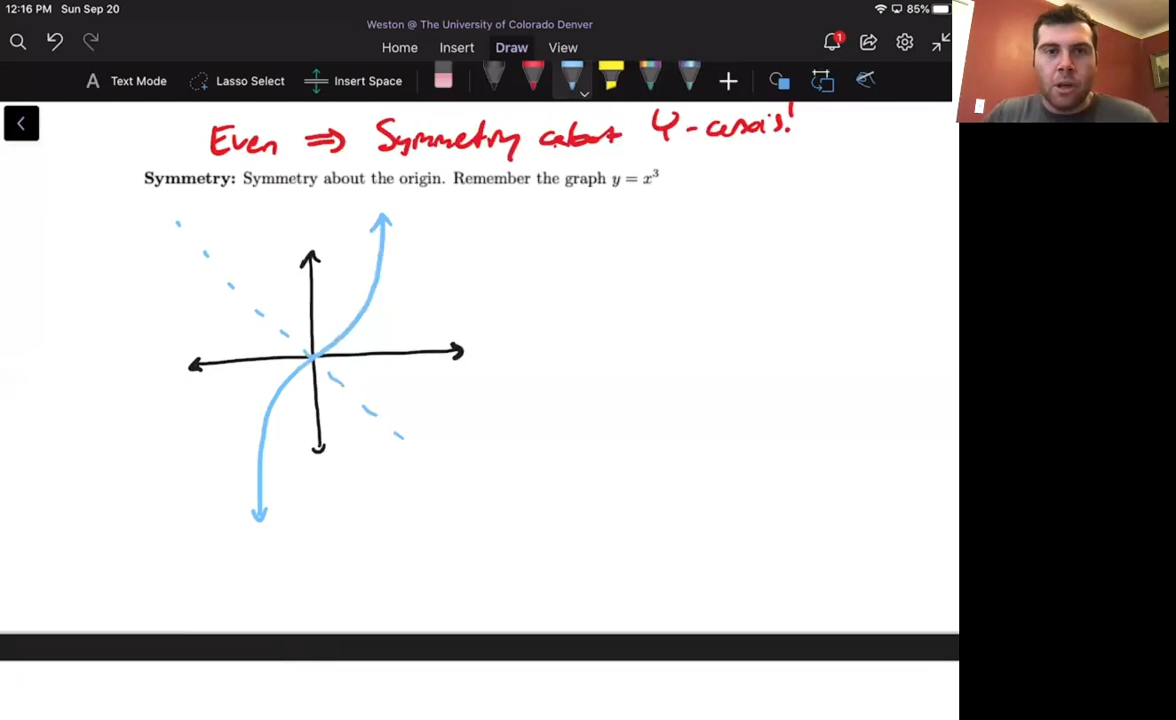 12:16 PM Sun Sep 20
85%
Weston @ The University of Colorado Denver
Home Insert Draw View
1
A Text Mode Lasso Select Insert Space
Even ⇒ Symmetry about Y-axis!
Symmetry: Symmetry about the origin. Remember the graph y = x³